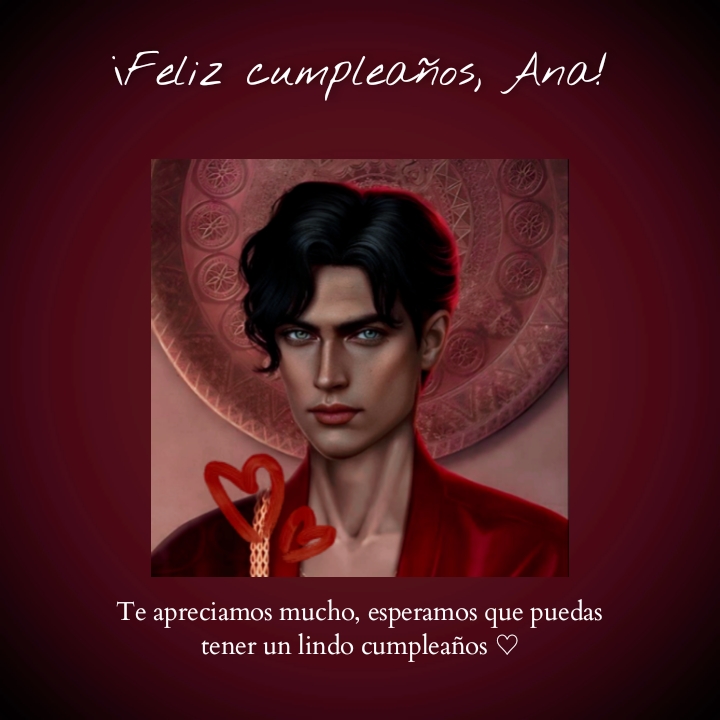 ¡Feliz cumpleaños, Ana!
Te apreciamos mucho, esperamos que puedas
tener un lindo cumpleaños ♡